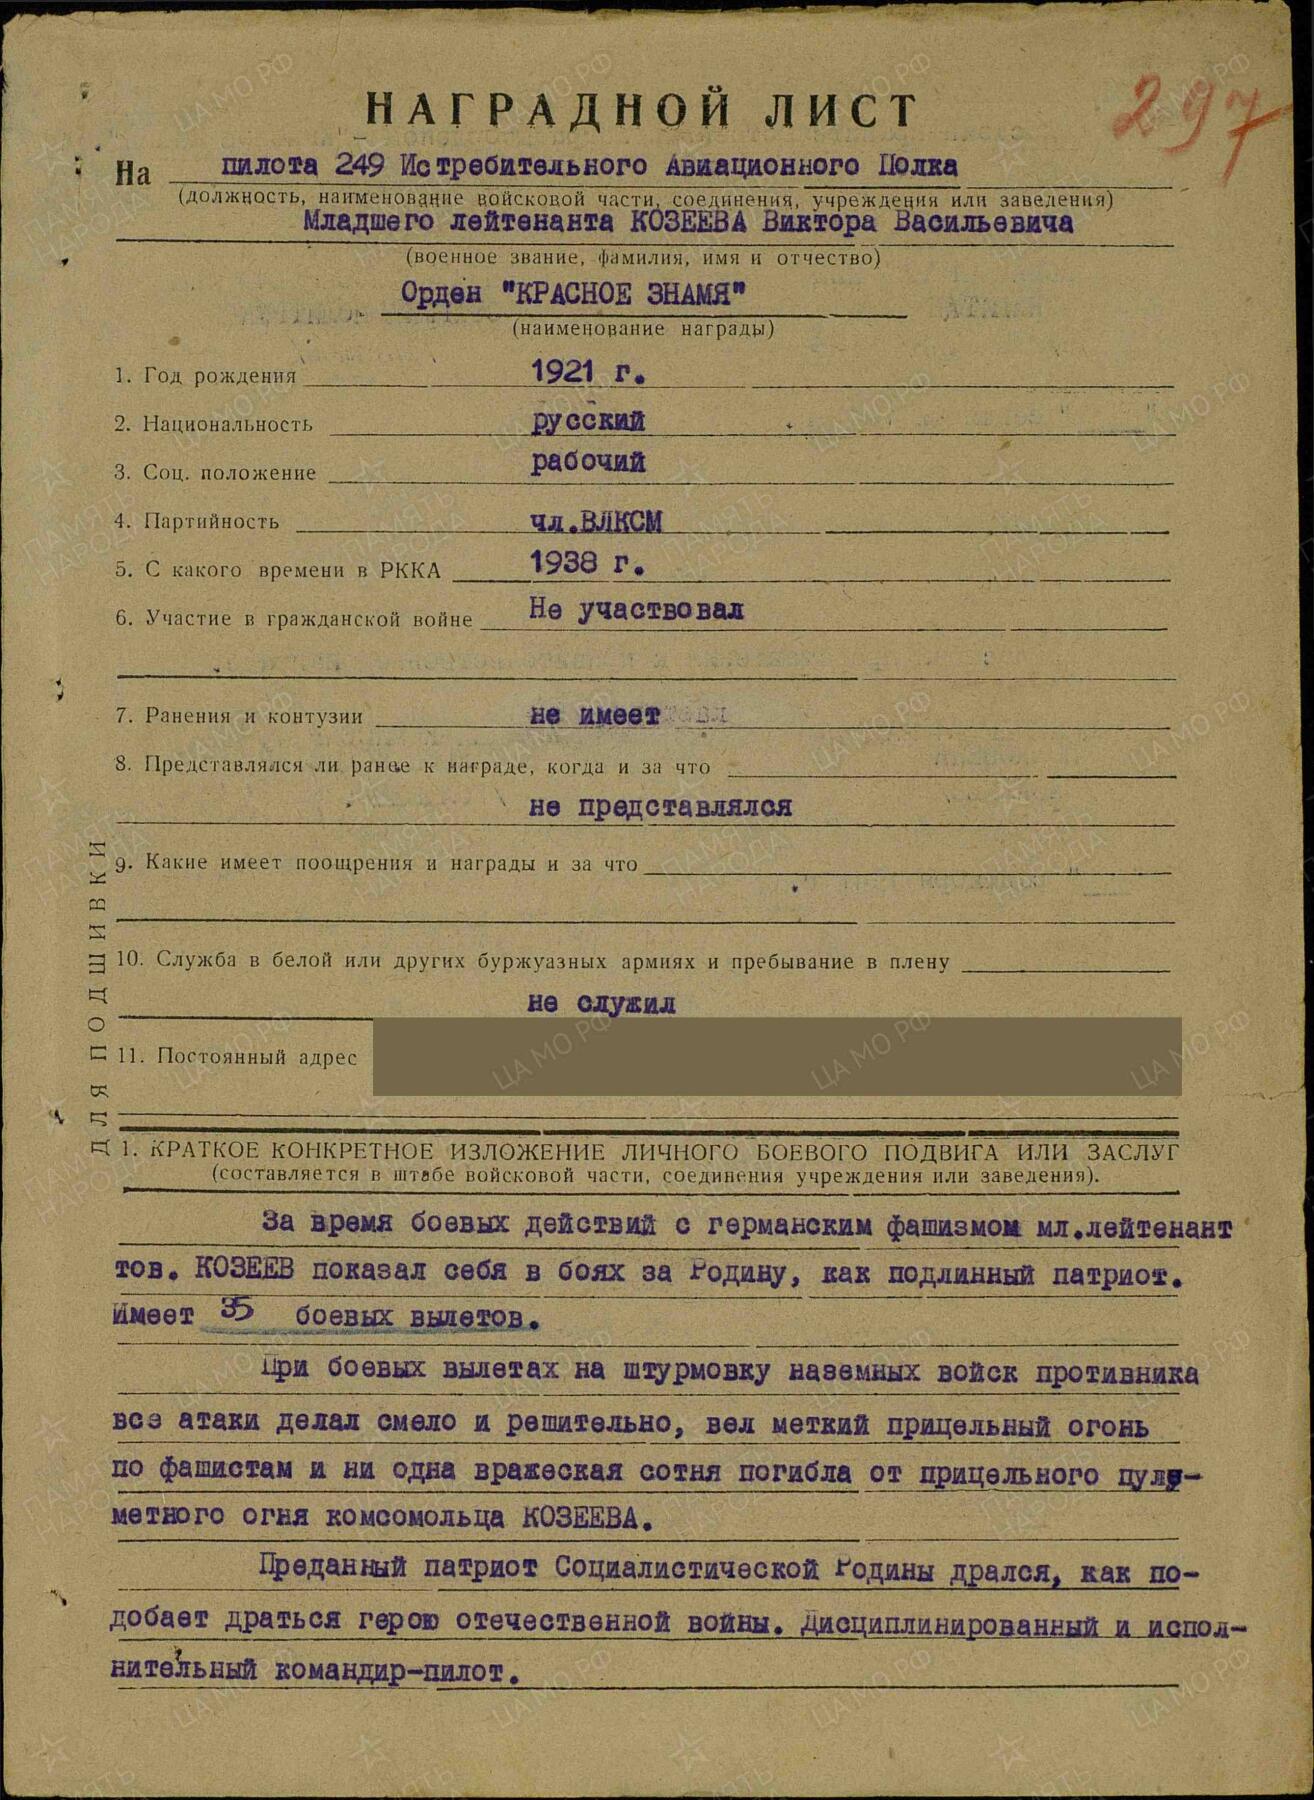 297
НАГРАДНОЙ ЛИСТ
На пилота 249 Истребительного Авиационного Полка
(должность, наименование войсковой части, соединения, учреждения или заведения)
Младшего лейтенанта КОЗЕЕВА Виктора Васильевича
(военное звание, фамилия, имя и отчество)
Орден "КРАСНОЕ ЗНАМЯ"
(наименование награды)
1. Год рождения 1921 г.
2. Национальность русский
3. Соц. положение рабочий
4. Партийность чл.ВЛКСМ
5. С какого времени в РККА 1938 г.
6. Участие в гражданской войне Не участвовал
7. Ранения и контузии не имеет
8. Представлялся ли ранее к награде, когда и за что
не представлялся
9. Какие имеет поощрения и награды и за что
10. Служба в белой или других буржуазных армиях и пребывание в плену
не служил
11. Постоянный адрес
ДЛЯ ПОДШИВКИ
1. КРАТКОЕ КОНКРЕТНОЕ ИЗЛОЖЕНИЕ ЛИЧНОГО БОЕВОГО ПОДВИГА ИЛИ ЗАСЛУГ
(составляется в штабе войсковой части, соединения учреждения или заведения).
За время боевых действий с германским фашизмом мл.лейтенант
тов. КОЗЕЕВ показал себя в боях за Родину, как подлинный патриот.
Имеет 35 боевых вылетов.
При боевых вылетах на штурмовку наземных войск противника
все атаки делал смело и решительно, вел меткий прицельный огонь
по фашистам и ни одна вражеская сотня погибла от прицельного пуле-
метного огня комсомольца КОЗЕЕВА.
Преданный патриот Социалистической Родины дрался, как по-
добает драться герою отечественной войны. Дисциплинированный и испол-
нительный командир-пилот.
ЦА МО РФ
ПАМЯТЬ НАРОДА